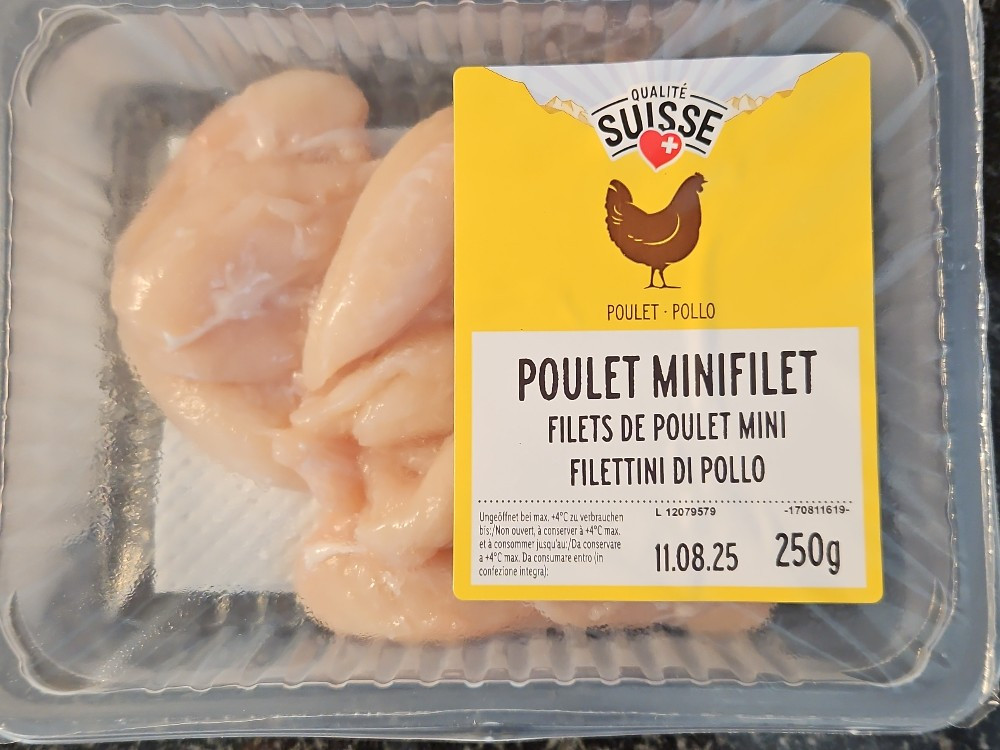 QUALITÉ
SUISSE
POULET · POLLO
POULET MINIFILET
FILETS DE POULET MINI
FILETTINI DI POLLO
L 12079579 -170811619-
Ungeöffnet bei max. +4°C zu verbrauchen
bis:/Non ouvert, à conserver à +4°C max.
et à consommer jusqu'au:/Da conservare
a +4°C max. Da consumare entro (in
confezione integra):
11.08.25 250g